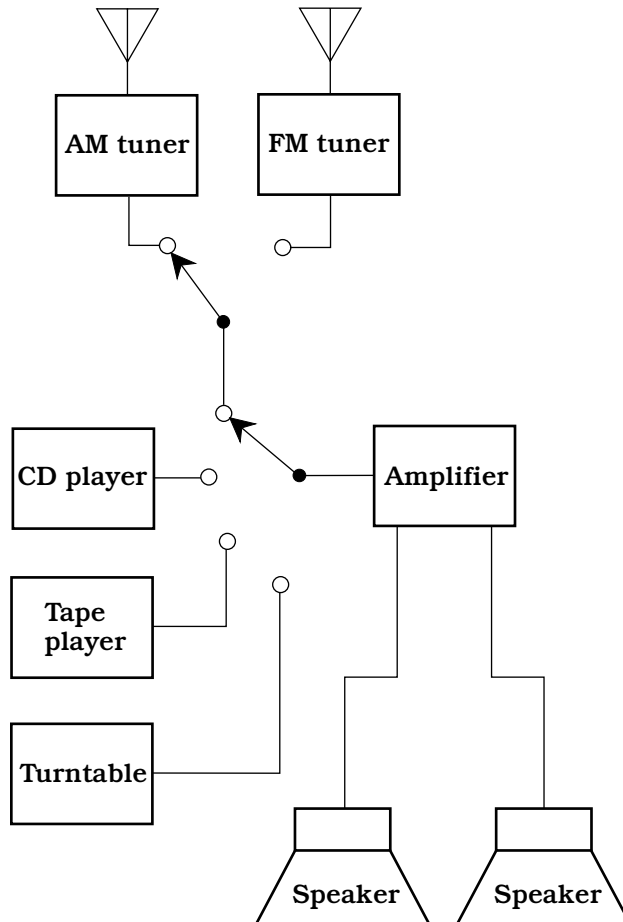 AM tuner
FM tuner
CD player
Amplifier
Tape
player
Turntable
Speaker
Speaker